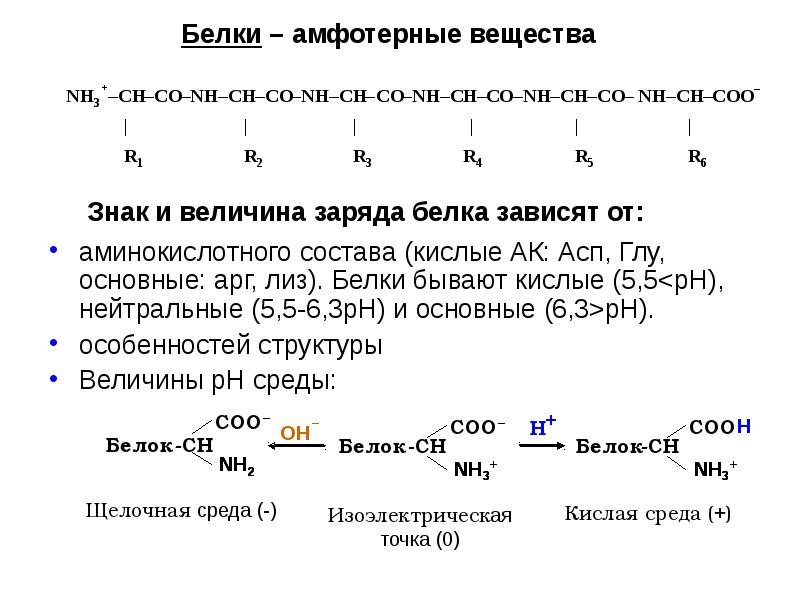 Белки – амфотерные вещества
NH₃⁺–CH–CO–NH–CH–CO–NH–CH–CO–NH–CH–CO–NH–CH–CO– NH–CH–COO⁻
| | | | | |
R₁ R₂ R₃ R₄ R₅ R₆
Знак и величина заряда белка зависят от:
• аминокислотного состава (кислые АК: Асп, Глу,
основные: арг, лиз). Белки бывают кислые (5,5<pH),
нейтральные (5,5-6,3pH) и основные (6,3>pH).
• особенностей структуры
• Величины pH среды:
COO⁻ OH⁻ COO⁻ H⁺ COOH
Белок-CH Белок-CH Белок-CH
NH₂ NH₃⁺ NH₃⁺
Щелочная среда (-) Изоэлектрическая Кислая среда (+)
точка (0)